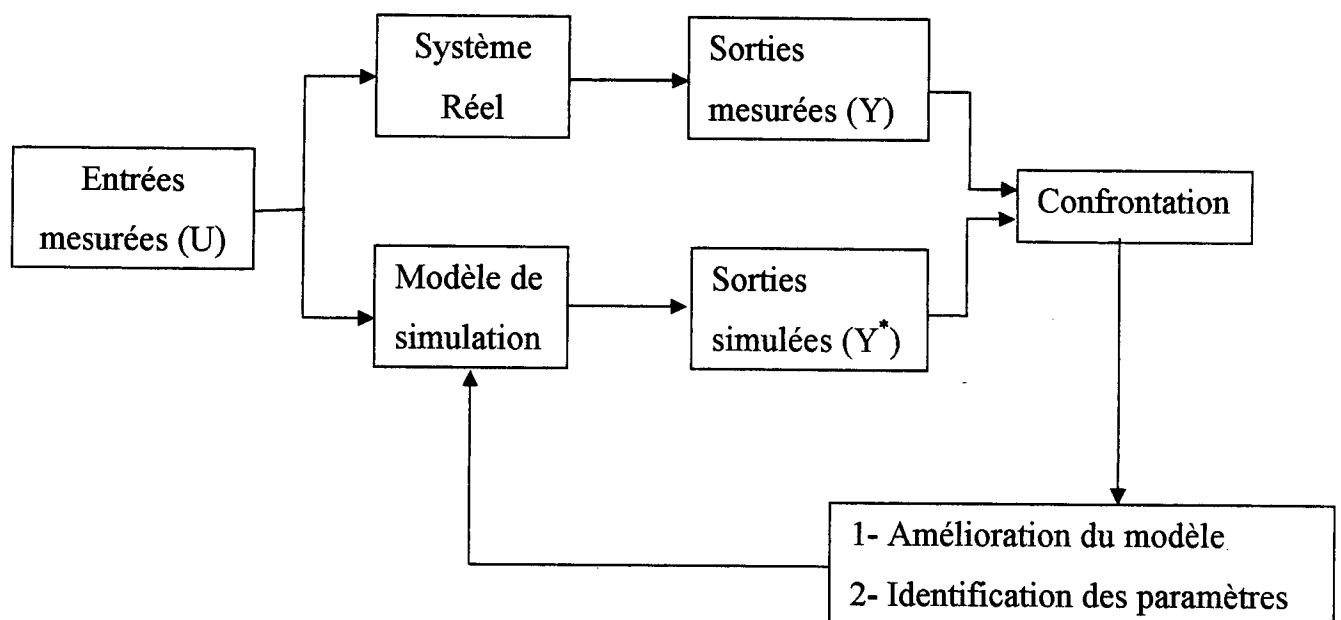 Système
Réel
Sorties
mesurées (Y)
Entrées
mesurées (U)
Confrontation
Modèle de
simulation
Sorties
simulées (Y*)
1- Amélioration du modèle
2- Identification des paramètres